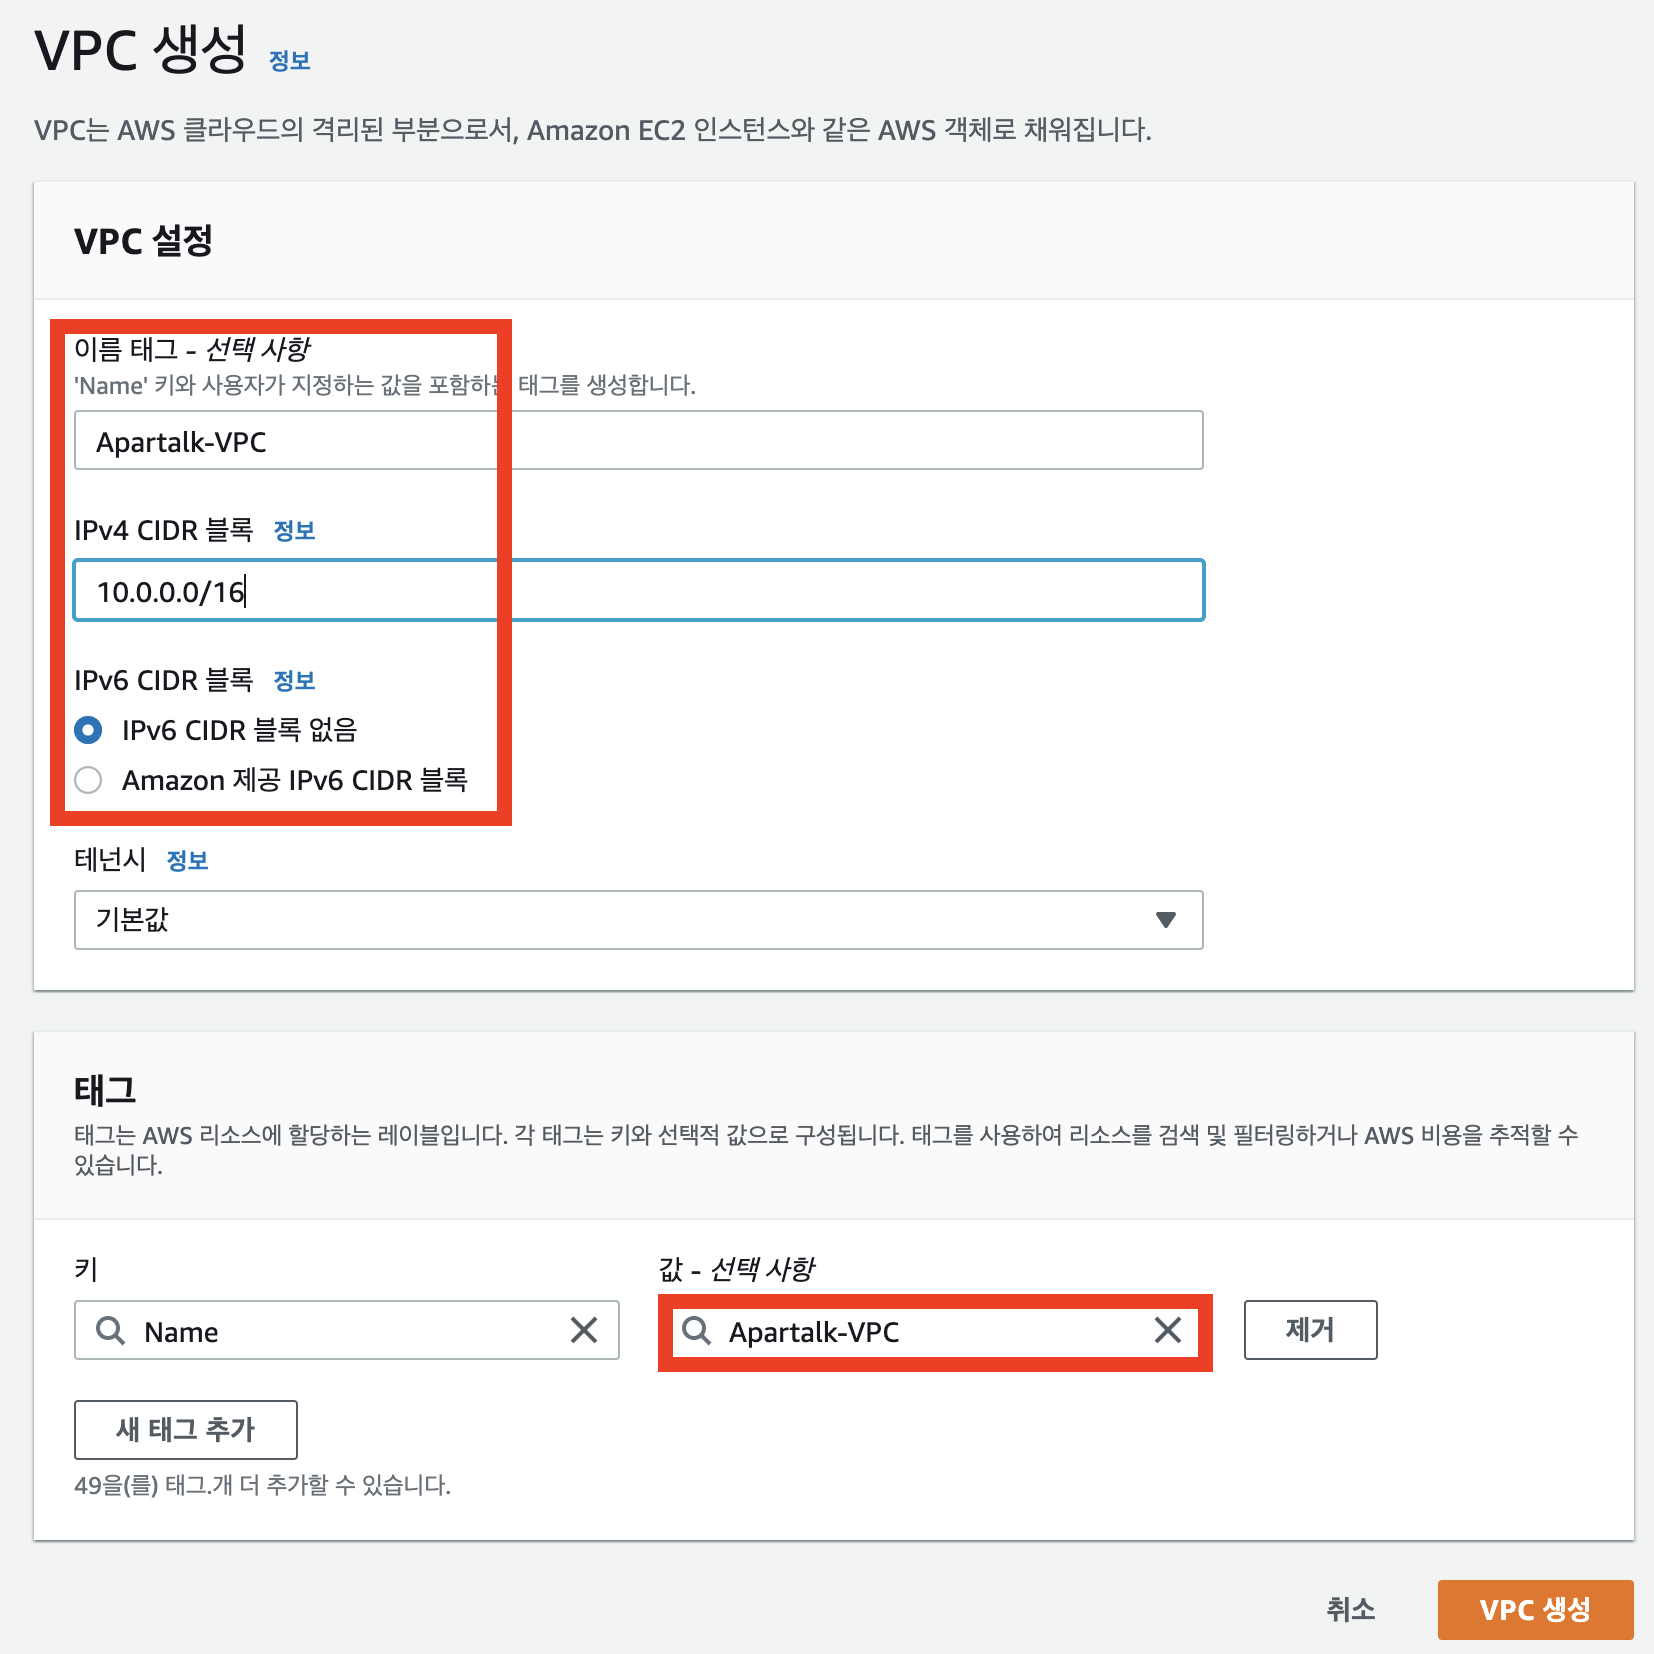 VPC 생성 정보
VPC는 AWS 클라우드의 격리된 부분으로서, Amazon EC2 인스턴스와 같은 AWS 객체로 채워집니다.
VPC 설정
이름 태그 - 선택 사항
'Name' 키와 사용자가 지정하는 값을 포함하는 태그를 생성합니다.
Apartalk-VPC
IPv4 CIDR 블록 정보
10.0.0.0/16
IPv6 CIDR 블록 정보
IPv6 CIDR 블록 없음
Amazon 제공 IPv6 CIDR 블록
테넌시 정보
기본값
태그
태그는 AWS 리소스에 할당하는 레이블입니다. 각 태그는 키와 선택적 값으로 구성됩니다. 태그를 사용하여 리소스를 검색 및 필터링하거나 AWS 비용을 추적할 수
있습니다.
키 값 - 선택 사항
Name Apartalk-VPC 제거
새 태그 추가
49을(를) 태그.개 더 추가할 수 있습니다.
취소 VPC 생성